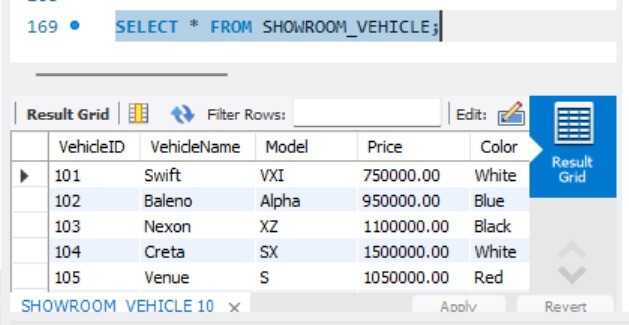 169 SELECT * FROM SHOWROOM_VEHICLE;
Result Grid Filter Rows: Edit:
Result Grid
VehicleID VehicleName Model Price Color
101 Swift VXI 750000.00 White
102 Baleno Alpha 950000.00 Blue
103 Nexon XZ 1100000.00 Black
104 Creta SX 1500000.00 White
105 Venue S 1050000.00 Red
SHOWROOM_VEHICLE 10 x Apply Revert